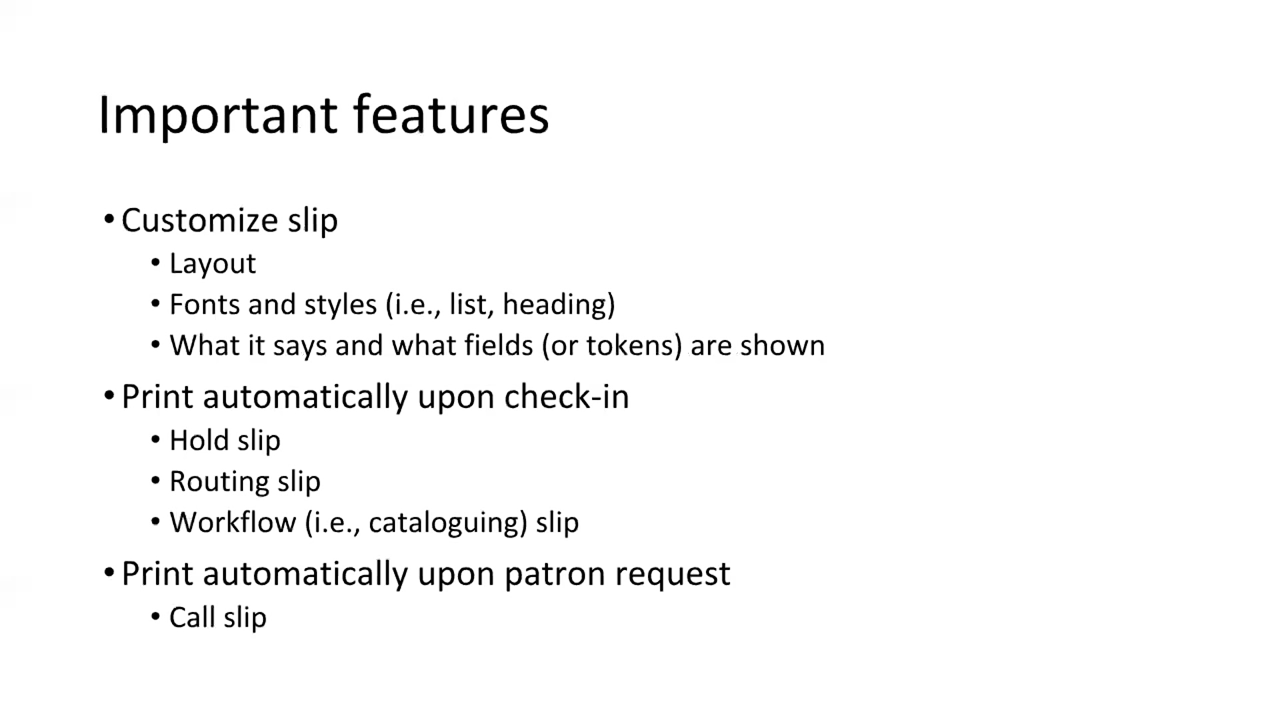 Important features
• Customize slip
• Layout
• Fonts and styles (i.e., list, heading)
• What it says and what fields (or tokens) are shown
• Print automatically upon check-in
• Hold slip
• Routing slip
• Workflow (i.e., cataloguing) slip
• Print automatically upon patron request
• Call slip